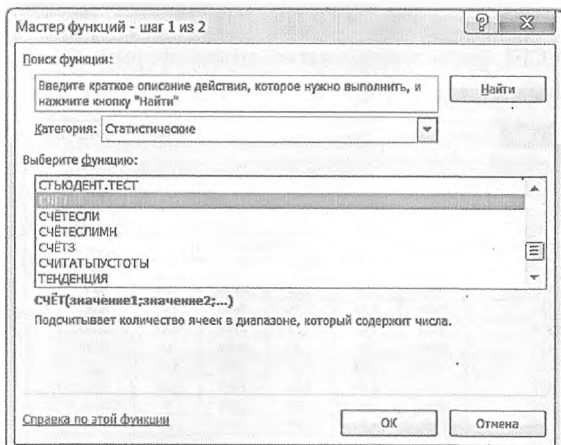 Мастер функций - шаг 1 из 2
Поиск функции:
Введите краткое описание действия, которое нужно выполнить, и
нажмите кнопку "Найти"
Найти
Категория: Статистические
Выберите функцию:
СТЬЮДЕНТ.ТЕСТ
СЧЁТ
СЧЁТЕСЛИ
СЧЁТЕСЛИМН
СЧЁТЗ
СЧИТАТЬПУСТОТЫ
ТЕНДЕНЦИЯ
СЧЁТ(значение1;значение2;...)
Подсчитывает количество ячеек в диапазоне, который содержит числа.
Справка по этой функции
ОК
Отмена